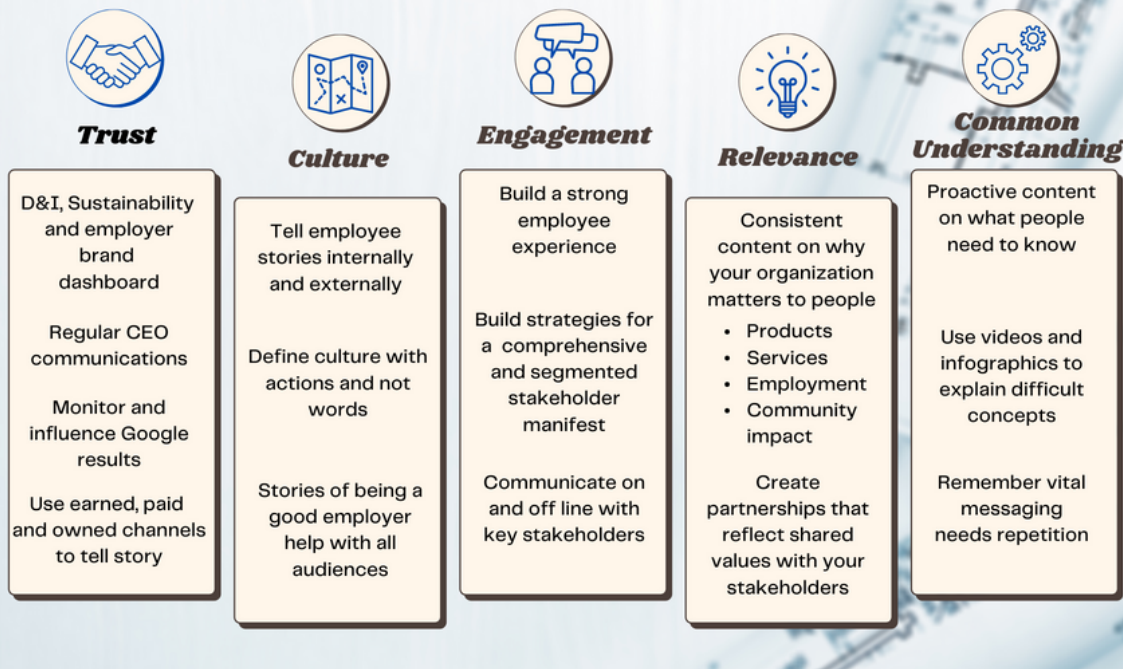 Trust
D&I, Sustainability
and employer
brand
dashboard
Regular CEO
communications
Monitor and
influence Google
results
Use earned, paid
and owned channels
to tell story
Culture
Tell employee
stories internally
and externally
Define culture with
actions and not
words
Stories of being a
good employer
help with all
audiences
Engagement
Build a strong
employee
experience
Build strategies for
a comprehensive
and segmented
stakeholder
manifest
Communicate on
and off line with
key stakeholders
Relevance
Consistent
content on why
your organization
matters to people
• Products
• Services
• Employment
• Community
impact
Create
partnerships that
reflect shared
values with your
stakeholders
Common
Understanding
Proactive content
on what people
need to know
Use videos and
infographics to
explain difficult
concepts
Remember vital
messaging
needs repetition